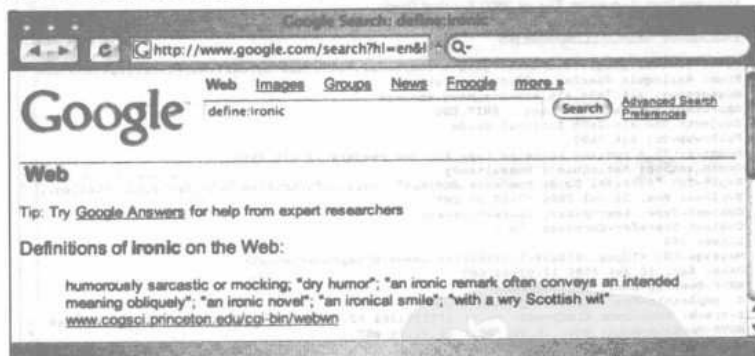 Google Search: define:ironic
http://www.google.com/search?hl=en&l
Q-
Web Images Groups News Froogle more »
Google
define:ironic
Search
Advanced Search
Preferences
Web
Tip: Try Google Answers for help from expert researchers
Definitions of ironic on the Web:
humorously sarcastic or mocking; "dry humor"; "an ironic remark often conveys an intended
meaning obliquely"; "an ironic novel"; "an ironical smile"; "with a wry Scottish wit"
www.cogsci.princeton.edu/cgi-bin/webwn